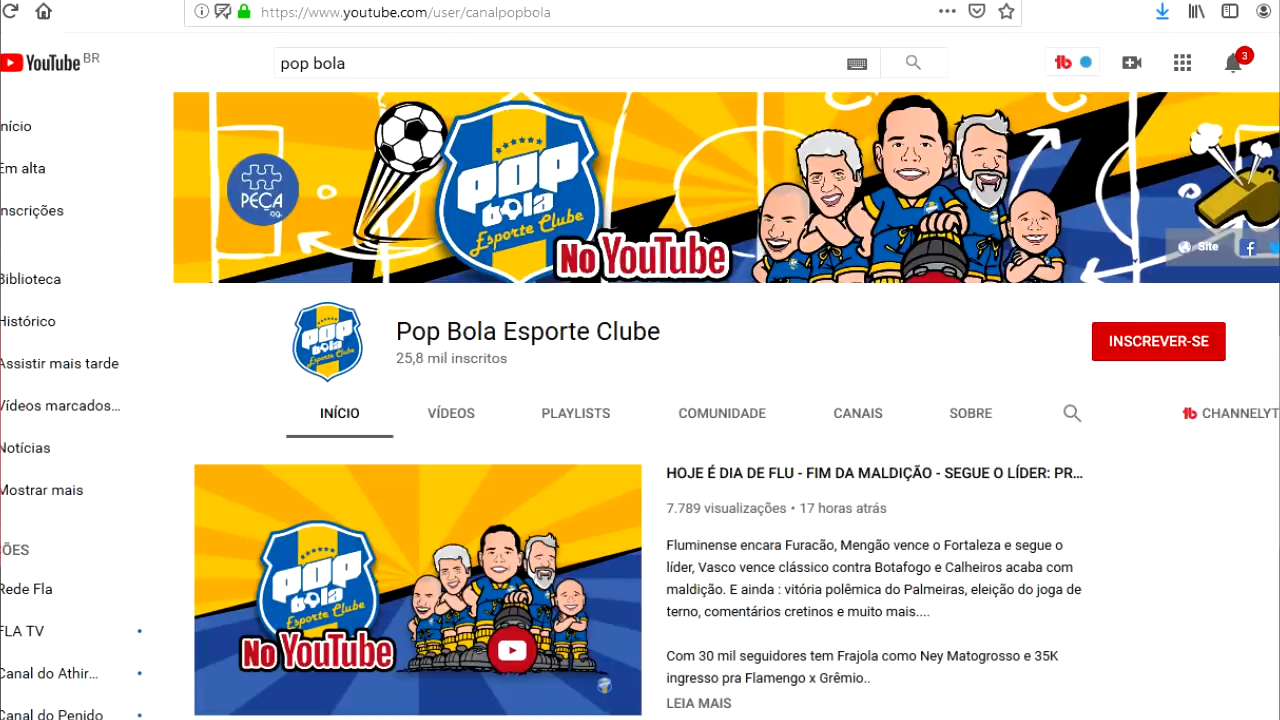 https://www.youtube.com/user/canalpopbola
YouTube BR
pop bola
3
nício
Em alta
nscrições
Biblioteca
Histórico
Assistir mais tarde
Vídeos marcados...
Notícias
Mostrar mais
ÕES
Rede Fla
FLA TV
Canal do Athir...
Canal do Penido
PEÇA
ag.
POP
bola
Esporte Clube
No YouTube
Site
Pop Bola Esporte Clube
25,8 mil inscritos
INSCREVER-SE
INÍCIO
VÍDEOS
PLAYLISTS
COMUNIDADE
CANAIS
SOBRE
CHANNELYT
POP
bola
Esporte Clube
POP
bola
Esporte Clube
No YouTube
HOJE É DIA DE FLU - FIM DA MALDIÇÃO - SEGUE O LÍDER: PR...
7.789 visualizações • 17 horas atrás
Fluminense encara Furacão, Mengão vence o Fortaleza e segue o
líder, Vasco vence clássico contra Botafogo e Calheiros acaba com
maldição. E ainda : vitória polêmica do Palmeiras, eleição do joga de
terno, comentários cretinos e muito mais....
Com 30 mil seguidores tem Frajola como Ney Matogrosso e 35K
ingresso pra Flamengo x Grêmio..
LEIA MAIS